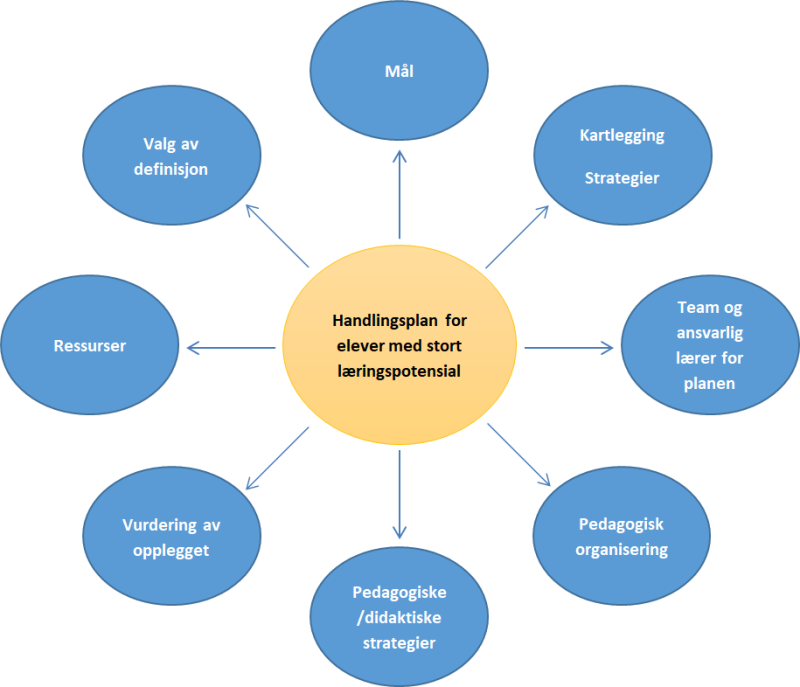 Mål
Kartlegging
Strategier
Valg av
definisjon
Handlingsplan for
elever med stort
læringspotensial
Team og
ansvarlig
lærer for
planen
Ressurser
Vurdering av
opplegget
Pedagogisk
organisering
Pedagogiske
/didaktiske
strategier